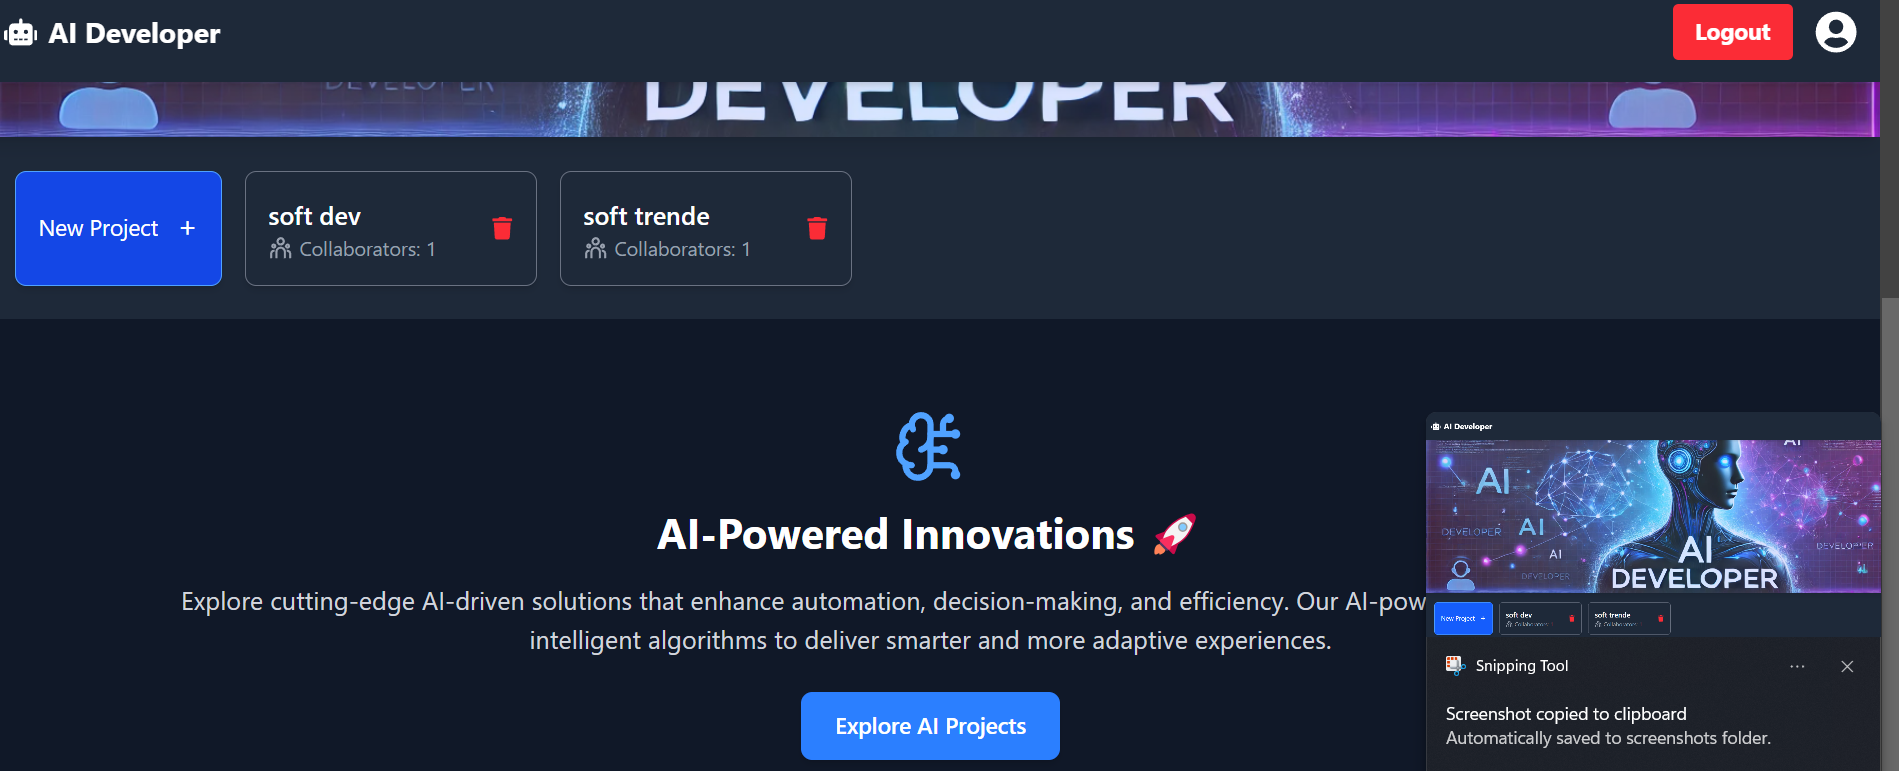 AI Developer
Logout
DEVELOPER
DEVELOPER
New Project +
soft dev
Collaborators: 1
soft trende
Collaborators: 1
AI-Powered Innovations
Explore cutting-edge AI-driven solutions that enhance automation, decision-making, and efficiency. Our AI-pow
intelligent algorithms to deliver smarter and more adaptive experiences.
Explore AI Projects
AI Developer
AI
AI
DEVELOPER
AI
AI
DEVELOPER
DEVELOPER
AI
DEVELOPER
New Project +
soft dev
Collaborators:
soft trende
Collaborators:
Snipping Tool
Screenshot copied to clipboard
Automatically saved to screenshots folder.